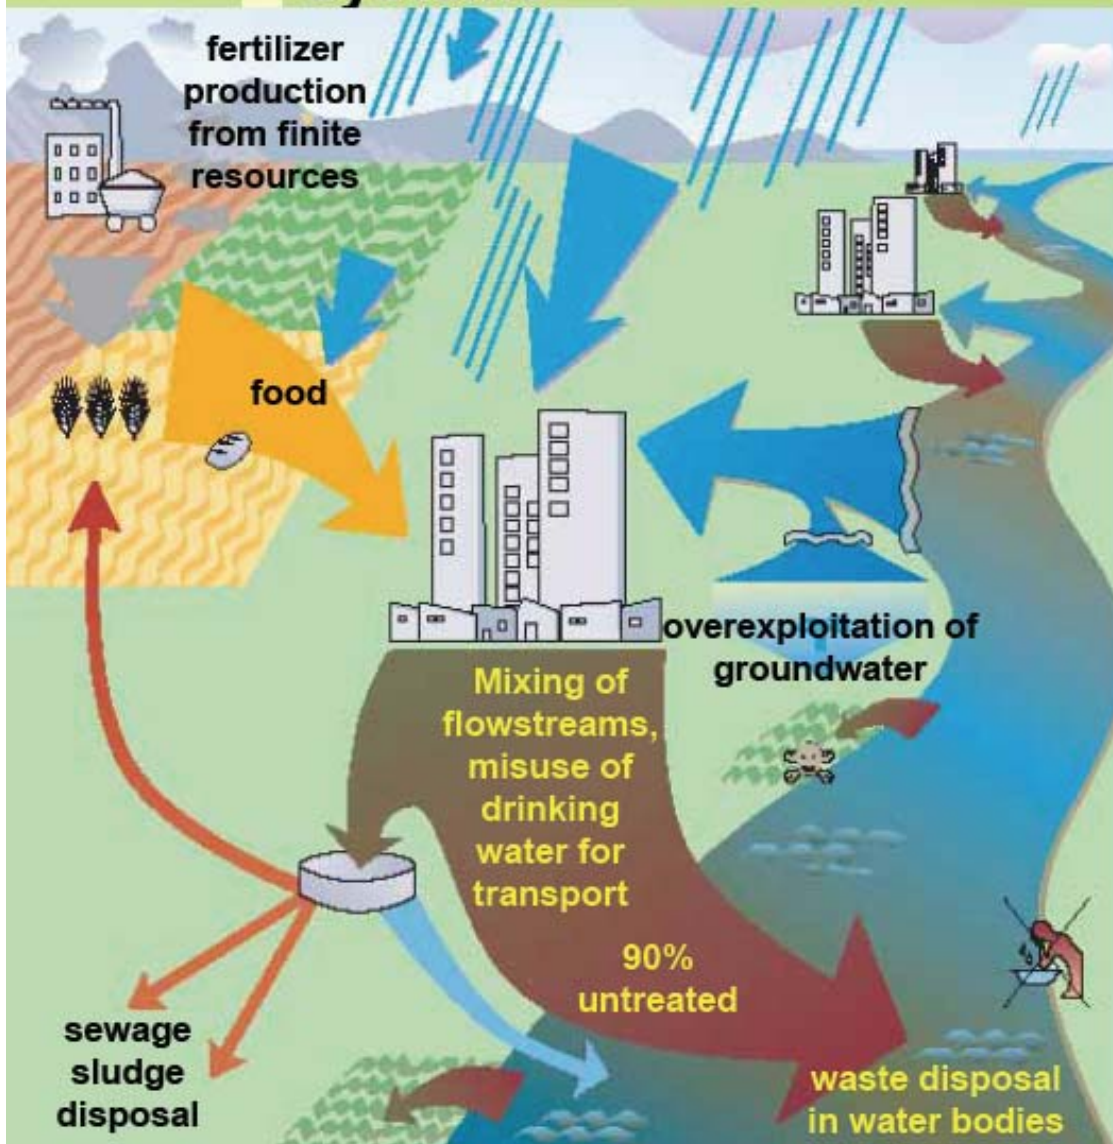 fertilizer
production
from finite
resources
food
overexploitation of
groundwater
Mixing of
flowstreams,
misuse of
drinking
water for
transport
90%
untreated
sewage
sludge
disposal
waste disposal
in water bodies